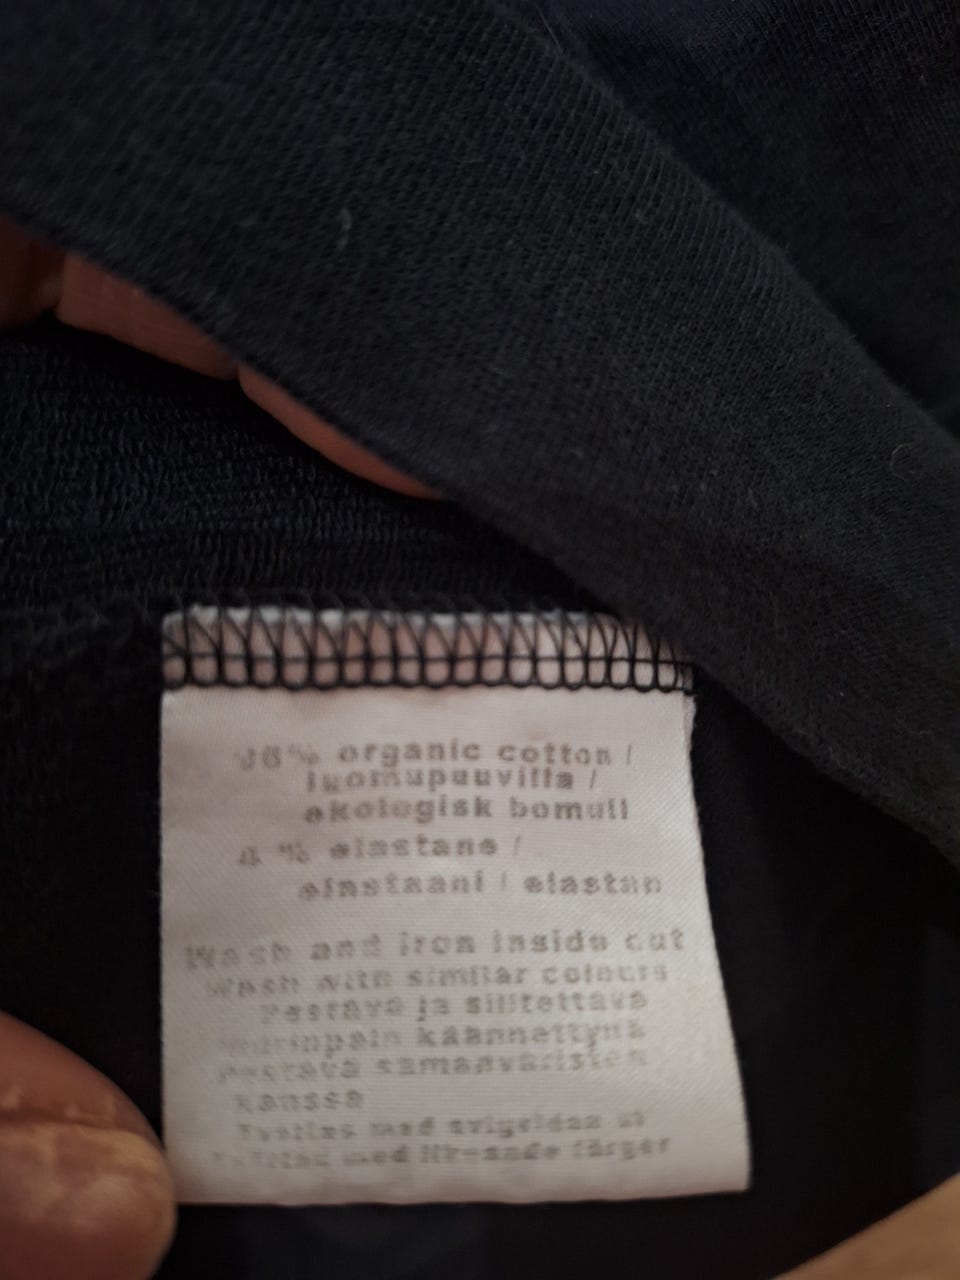 96% organic cotton /
luomupuuvilla /
ekologisk bomull
4 % elastane /
elastaani / elastan
Wash and iron inside out
Wash with similar colours
Pestävä ja silitettävä
nurinpäin käännettynä
Pestävä samanväristen
kanssa
Tvättas med avigsidan ut
Tvättas med liknande färger